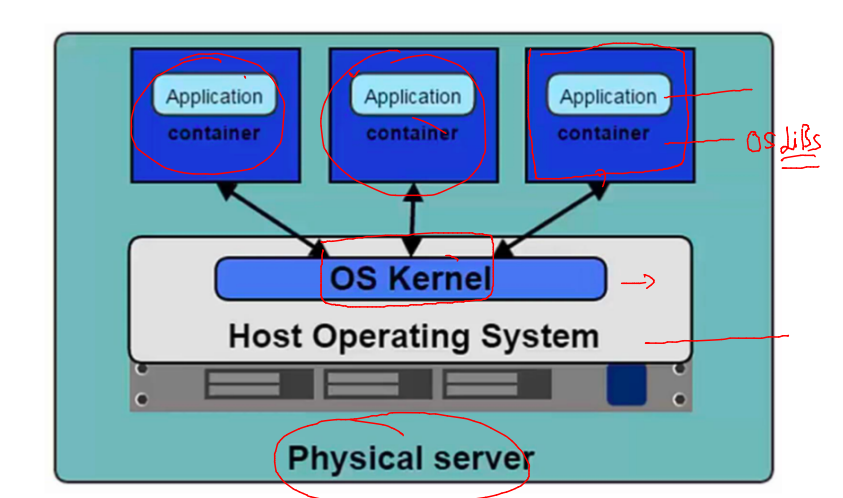 Application Application Application
container container container
OS LiBs
OS Kernel
Host Operating System
Physical server